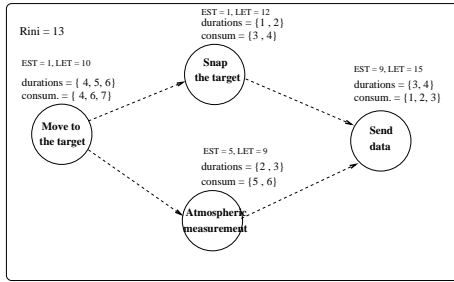 EST = 1, LET = 12
durations = {1 , 2}
consum = {3 , 4}
Rini = 13
EST = 1, LET = 10
durations = { 4, 5, 6}
consum. = { 4, 6, 7}
Snap
the target
EST = 9, LET = 15
durations = {3, 4}
consum. = {1, 2, 3}
Move to
the target
Send
data
EST = 5, LET = 9
durations = {2 , 3}
consum = {5 , 6}
Atmospheric
measurement